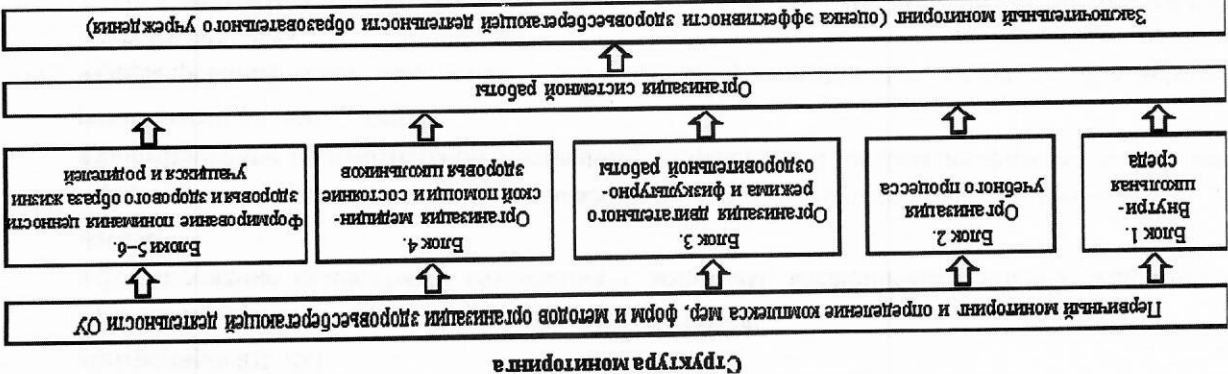 Структура мониторинга
Первичный мониторинг и определение комплекса мер, форм и методов организации здоровьесберегающей деятельности ОУ
Блок 1.
Внутри-
школьная
среда
Блок 2.
Организация
учебного процесса
Блок 3.
Организация двигательного
режима и физкультурно-
оздоровительной работы
Блок 4.
Организация медицин-
ской помощи и состояние
здоровья школьников
Блоки 5–6.
Формирование понимания ценности
здоровья и здорового образа жизни
учащихся и родителей
Организация системной работы
Заключительный мониторинг (оценка эффективности здоровьесберегающей деятельности образовательного учреждения)